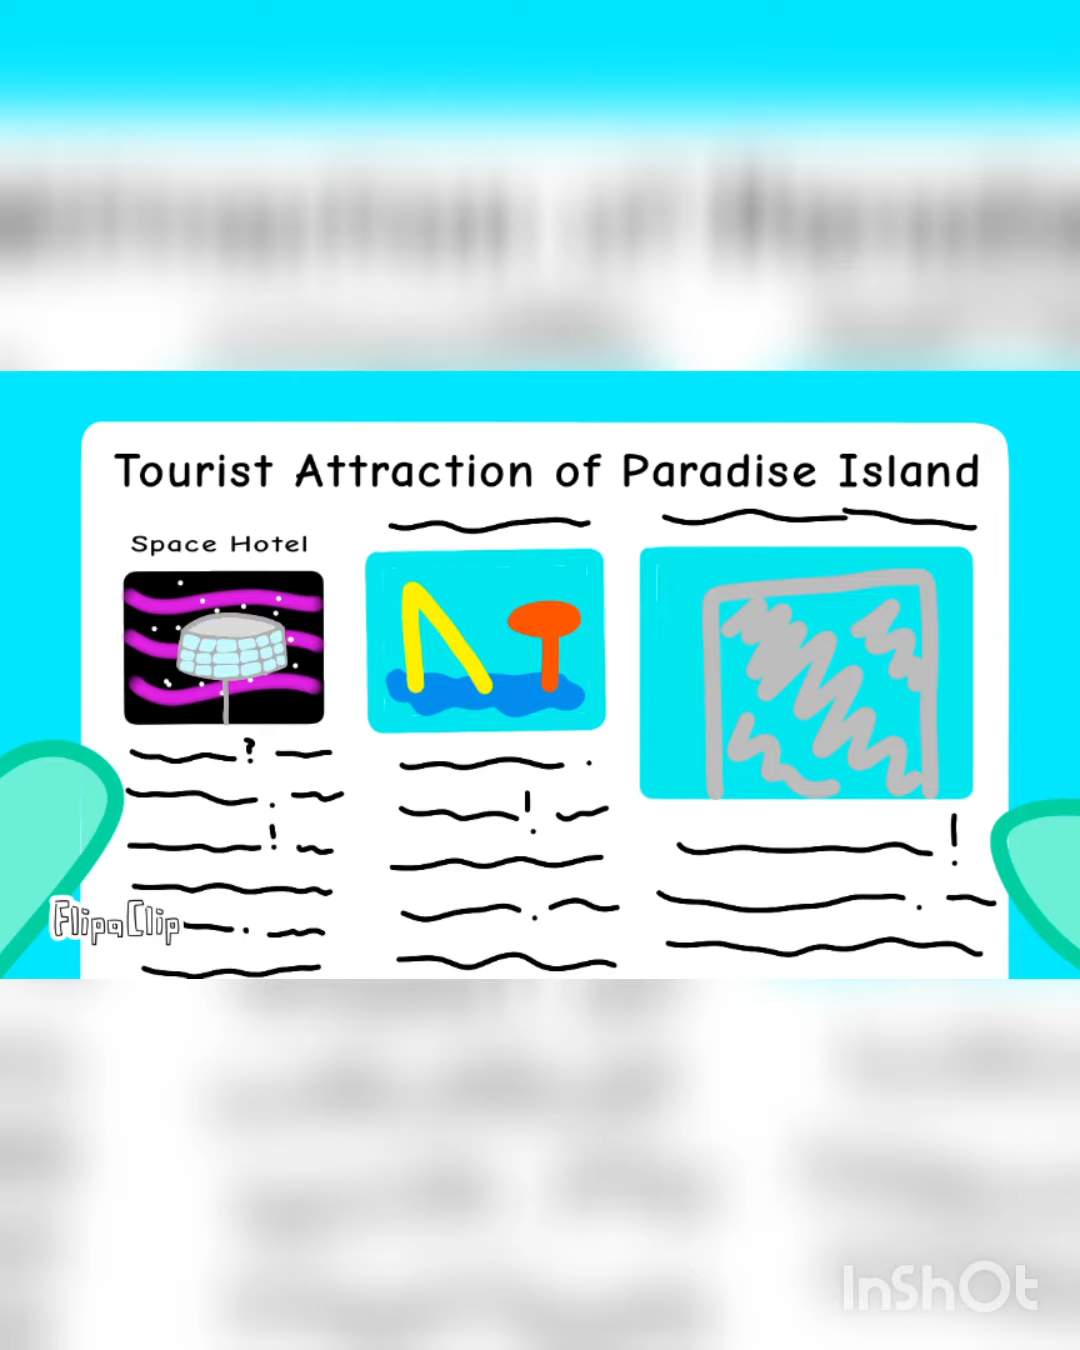 Tourist Attraction of Paradise Island
Space Hotel
FlipaClip
InShOt